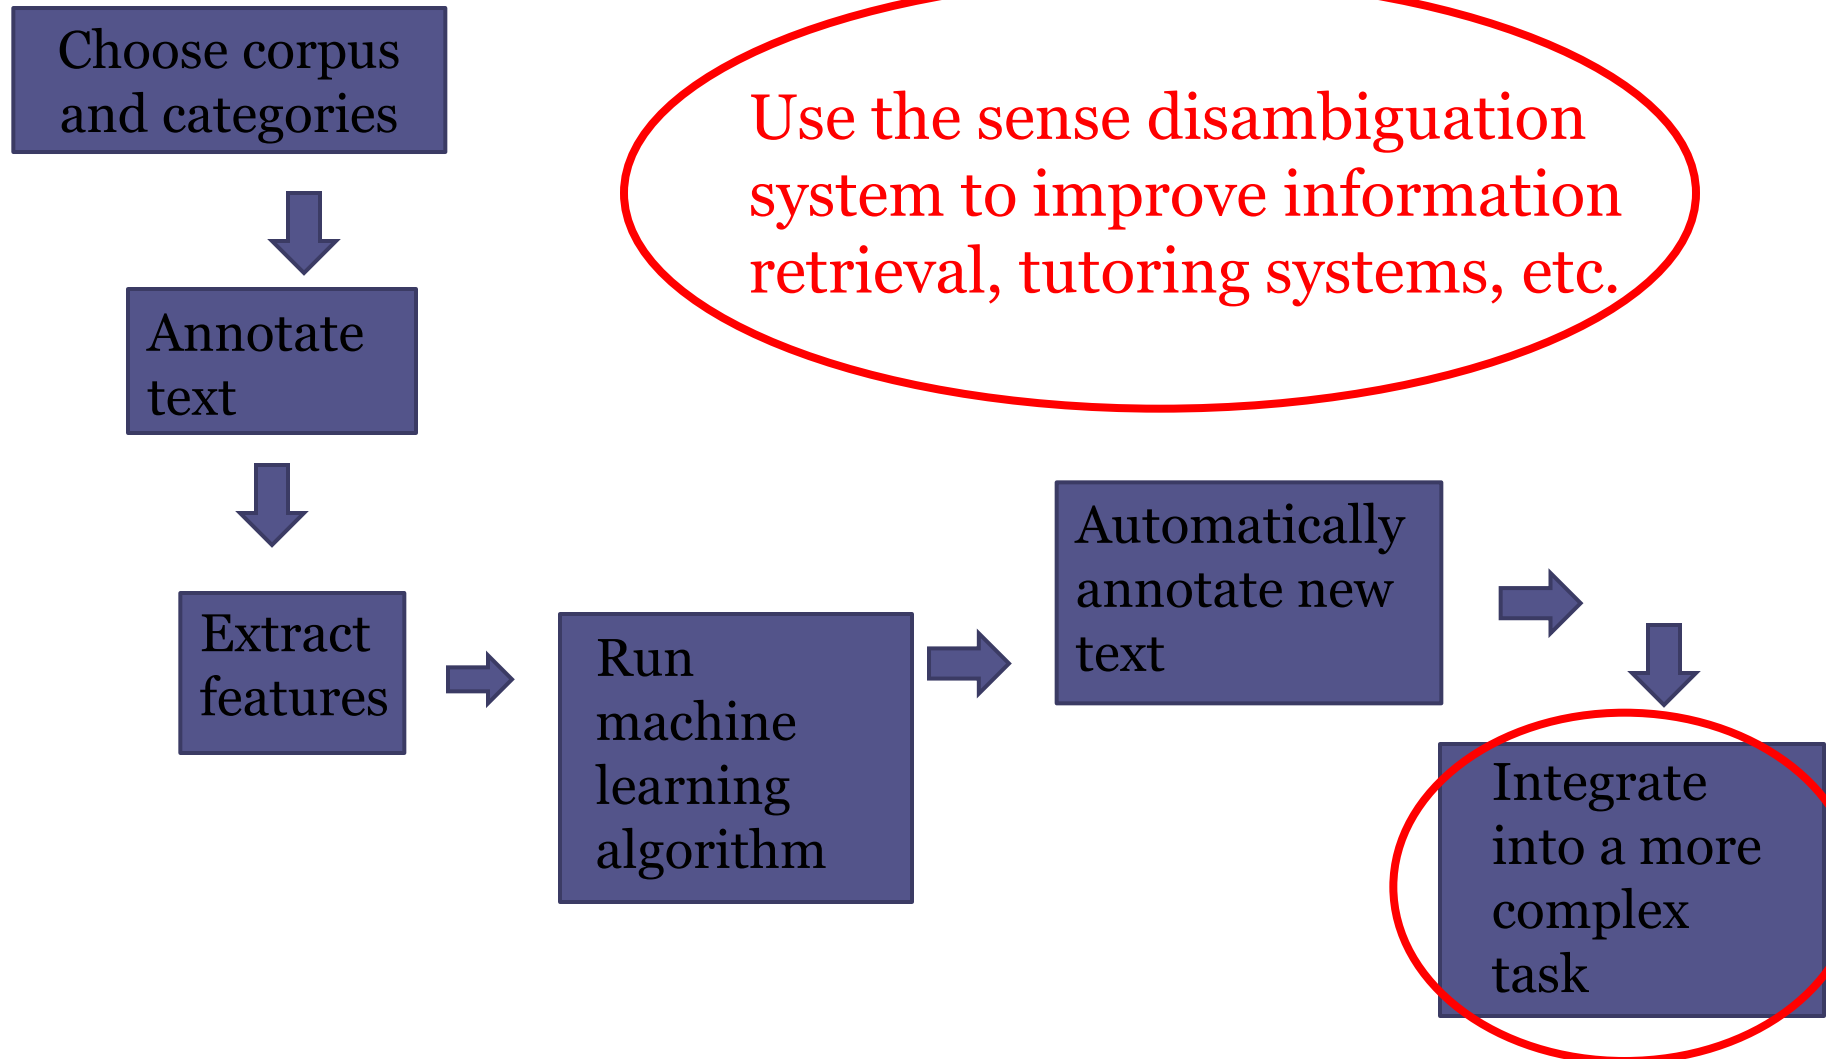 Choose corpus
and categories
Use the sense disambiguation
system to improve information
retrieval, tutoring systems, etc.
Annotate
text
Extract
features
Run
machine
learning
algorithm
Automatically
annotate new
text
Integrate
into a more
complex
task